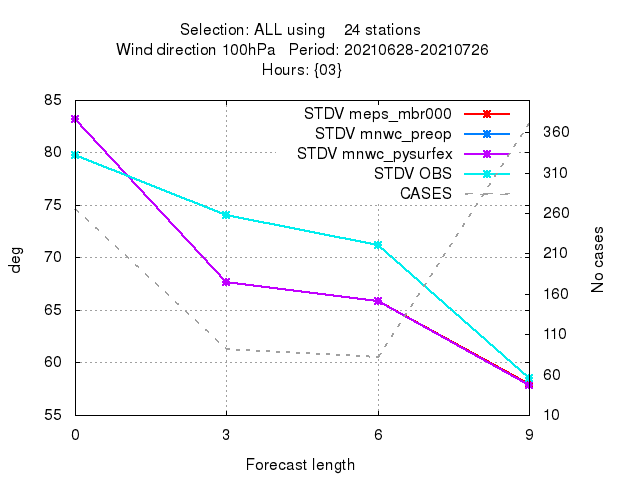 Selection: ALL using    24 stations
Wind direction 100hPa   Period: 20210628-20210726
Hours: {03}
85
80
75
70
65
60
55
deg
STDV meps_mbr000
STDV mnwc_preop
STDV mnwc_pysurfex
STDV OBS
CASES
360
310
260
210
160
110
60
10
No cases
0 3 6 9
Forecast length